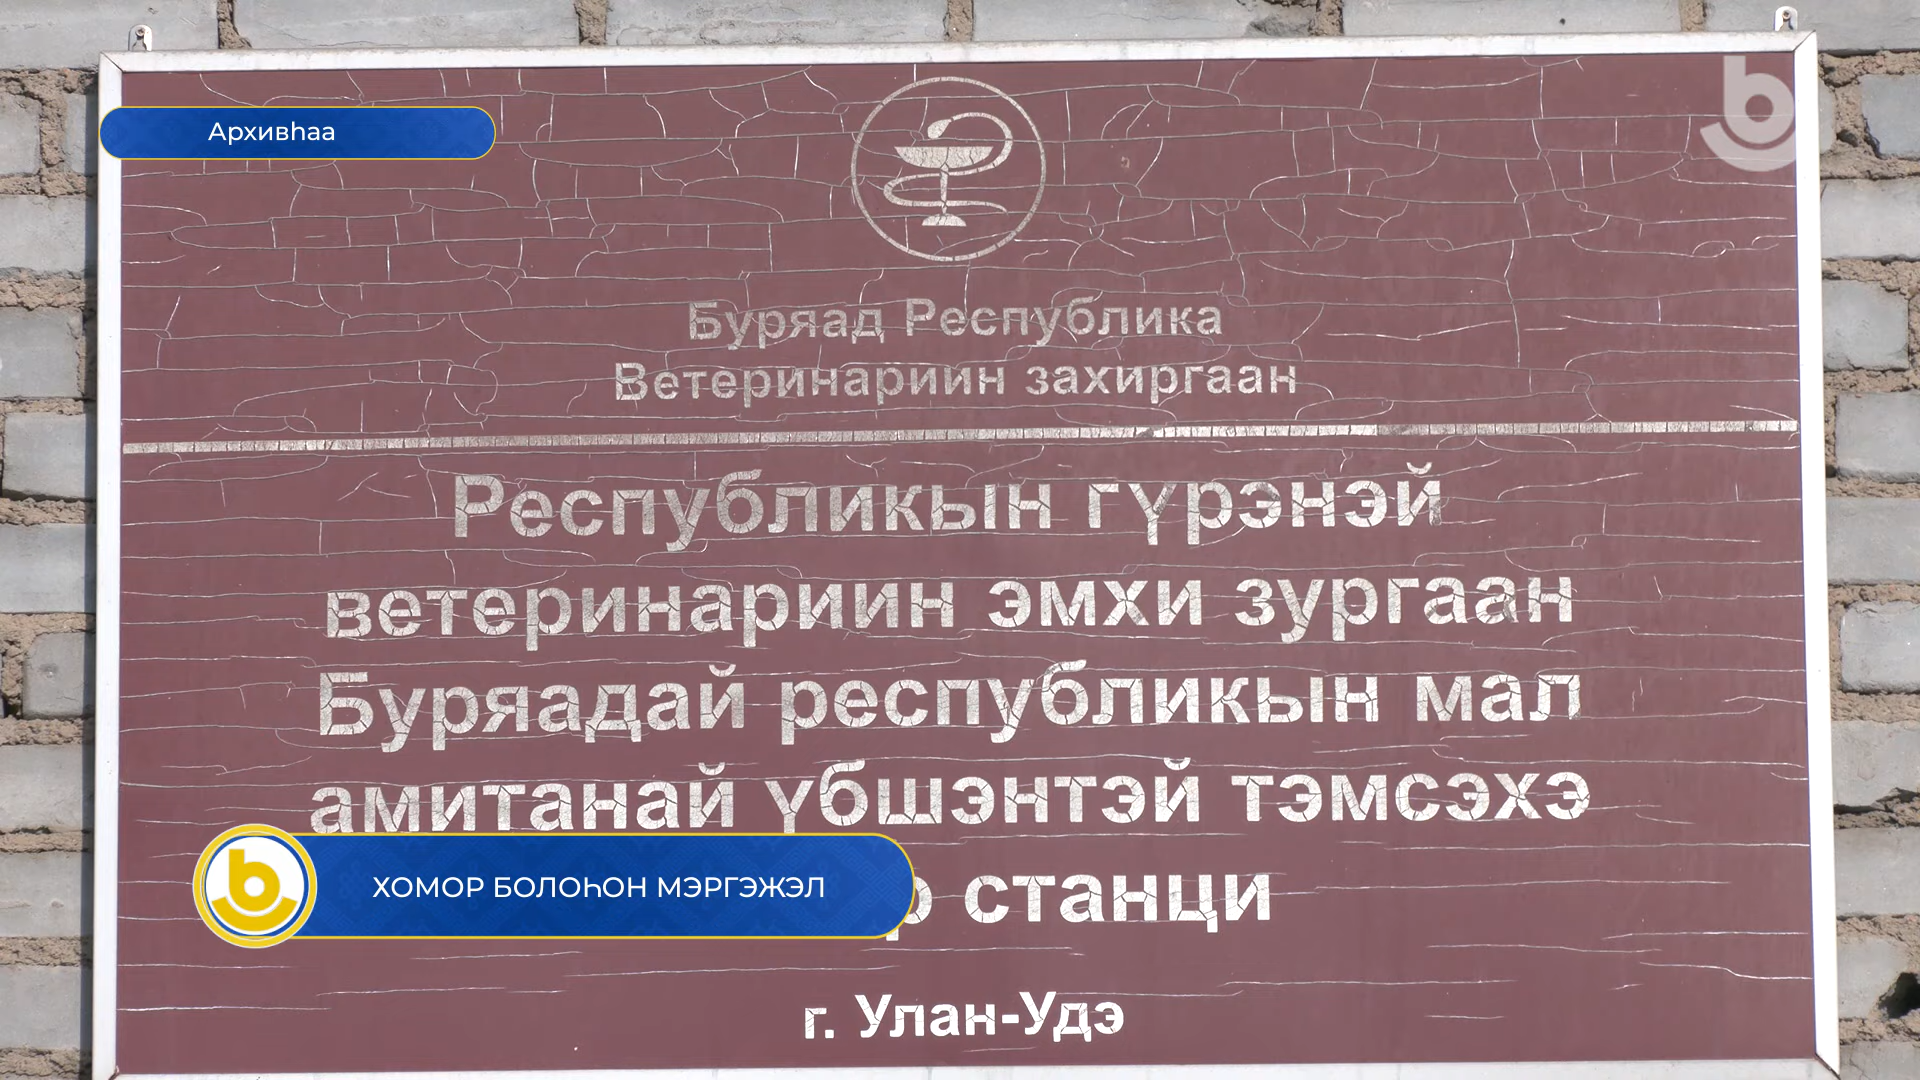 Архивһаа
Буряад Республика
Ветеринариин захиргаан
Республикын гүрэнэй
ветеринариин эмхи зургаан
Буряадай республикын мал
амитанай үбшэнтэй тэмсэхэ
станци
ХОМОР БОЛОҺОН МЭРГЭЖЭЛ
г. Улан-Удэ